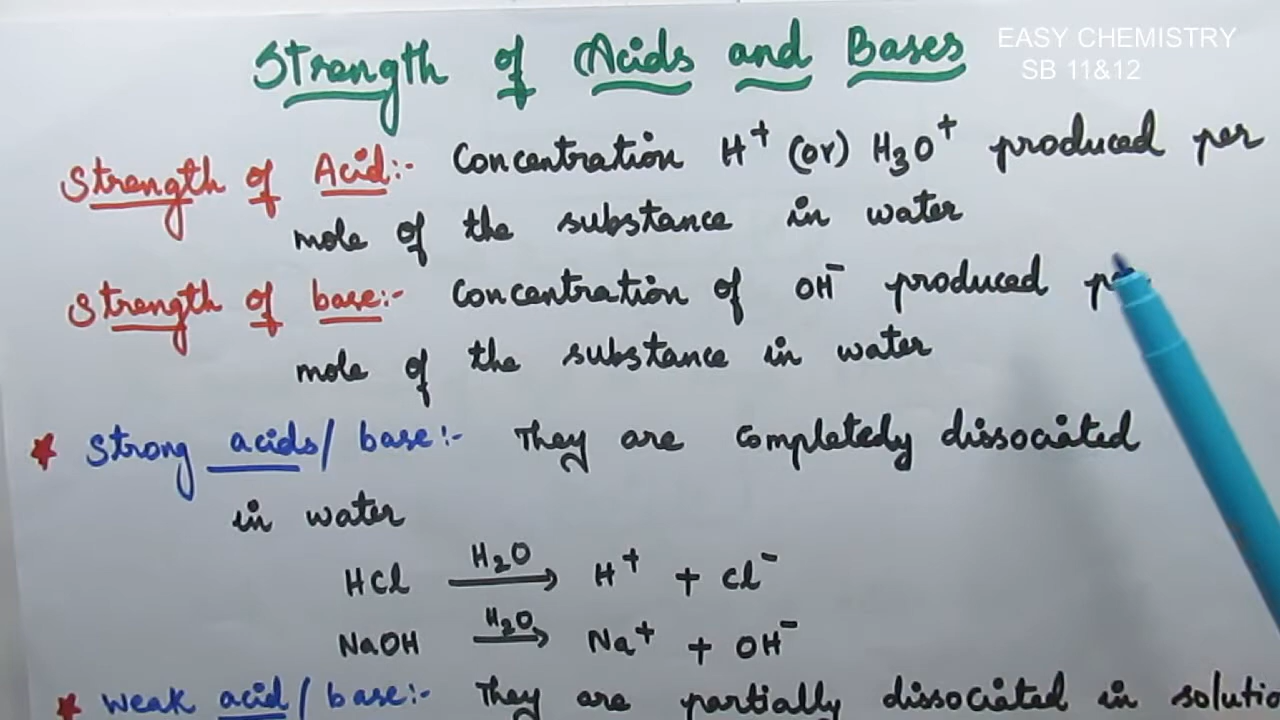 Strength of Acids and Bases
EASY CHEMISTRY
SB 11&12
Strength of Acid:- Concentration H⁺ (or) H₃O⁺ produced per
mole of the substance in water
Strength of base:- Concentration of OH⁻ produced
mole of the substance in water
* Strong acids/ base:- They are completely dissociated
in water
HCl —H₂O→ H⁺ + Cl⁻
NaOH —H₂O→ Na⁺ + OH⁻
* weak acid/ base:- They are partially dissociated in